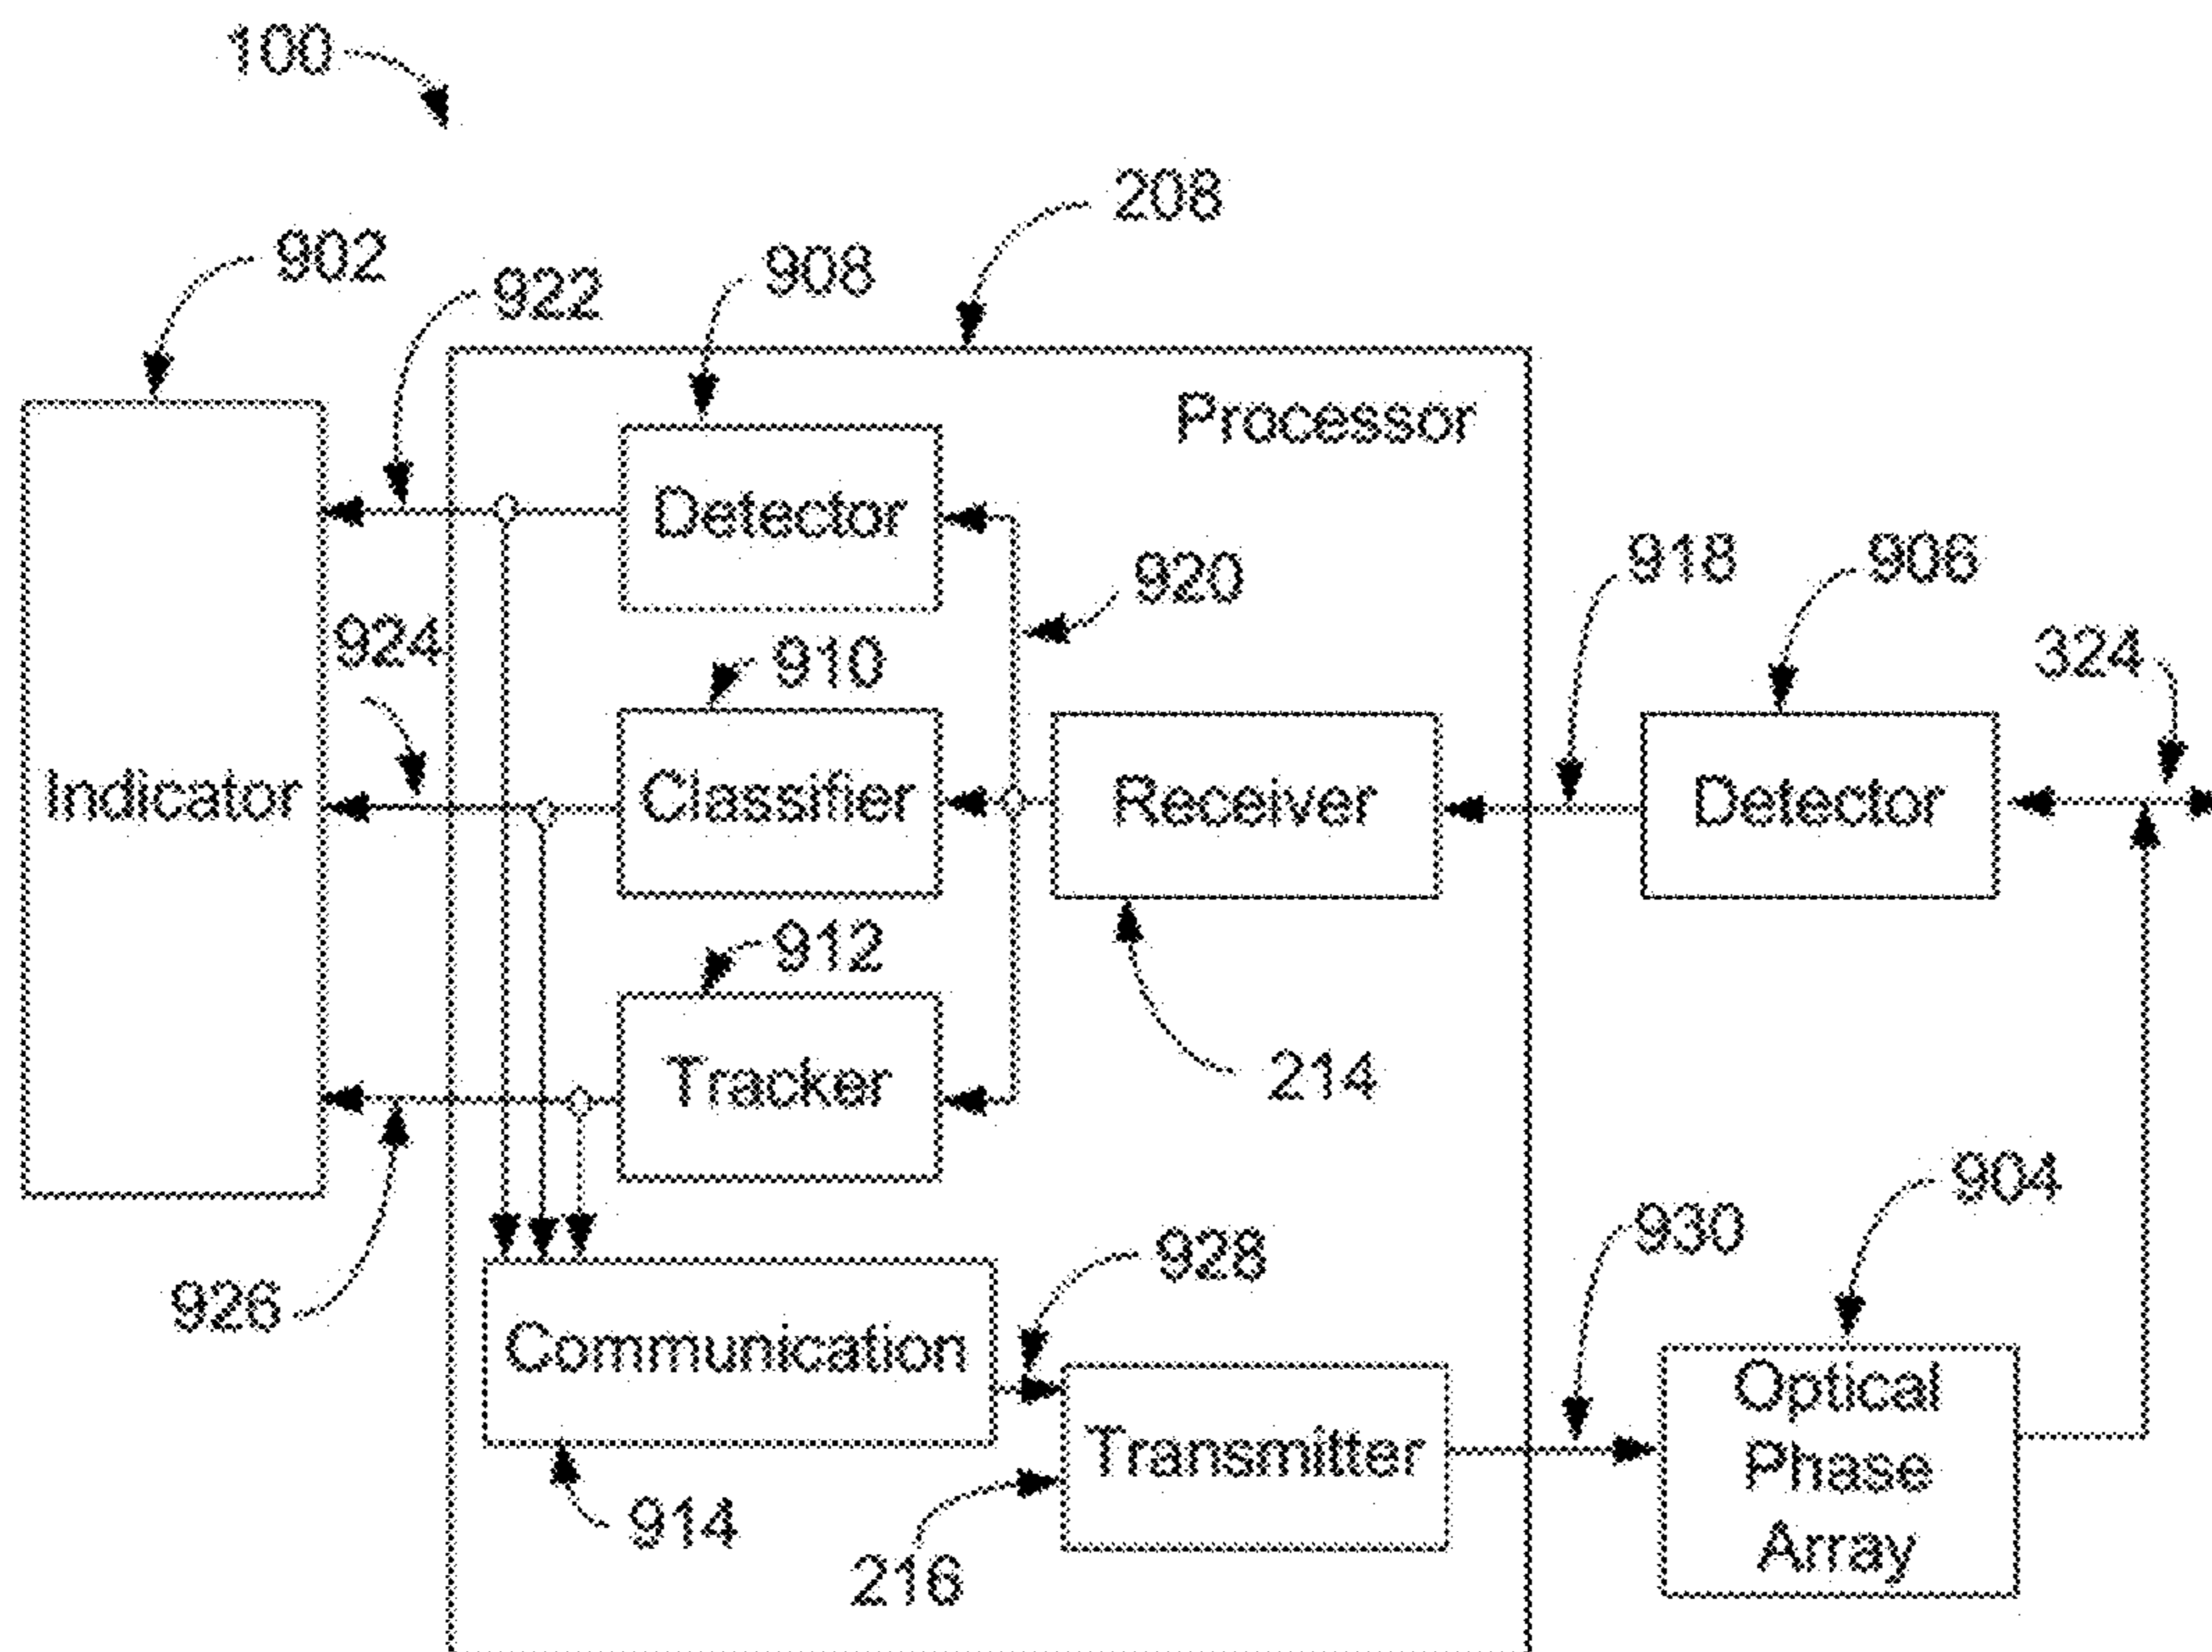 100
208
902
922
908
Processor
Detector
920
918
906
324
924
910
Indicator
Classifier
Receiver
Detector
912
Tracker
214
904
926
928
930
Communication
Optical
Phase
Array
Transmitter
914
216